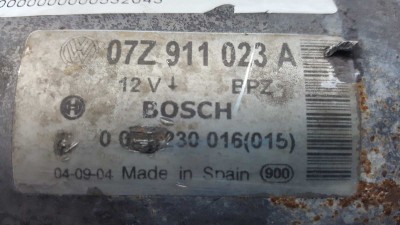 07Z 911 023 A
12 V BPZ
BOSCH
230 016(015)
04-09-04 Made in Spain 900